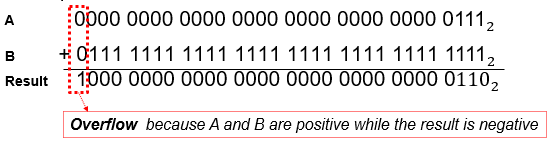 A 0000 0000 0000 0000 0000 0000 0000 0111₂
B + 0111 1111 1111 1111 1111 1111 1111 1111₂
Result 1000 0000 0000 0000 0000 0000 0000 0110₂
Overflow because A and B are positive while the result is negative